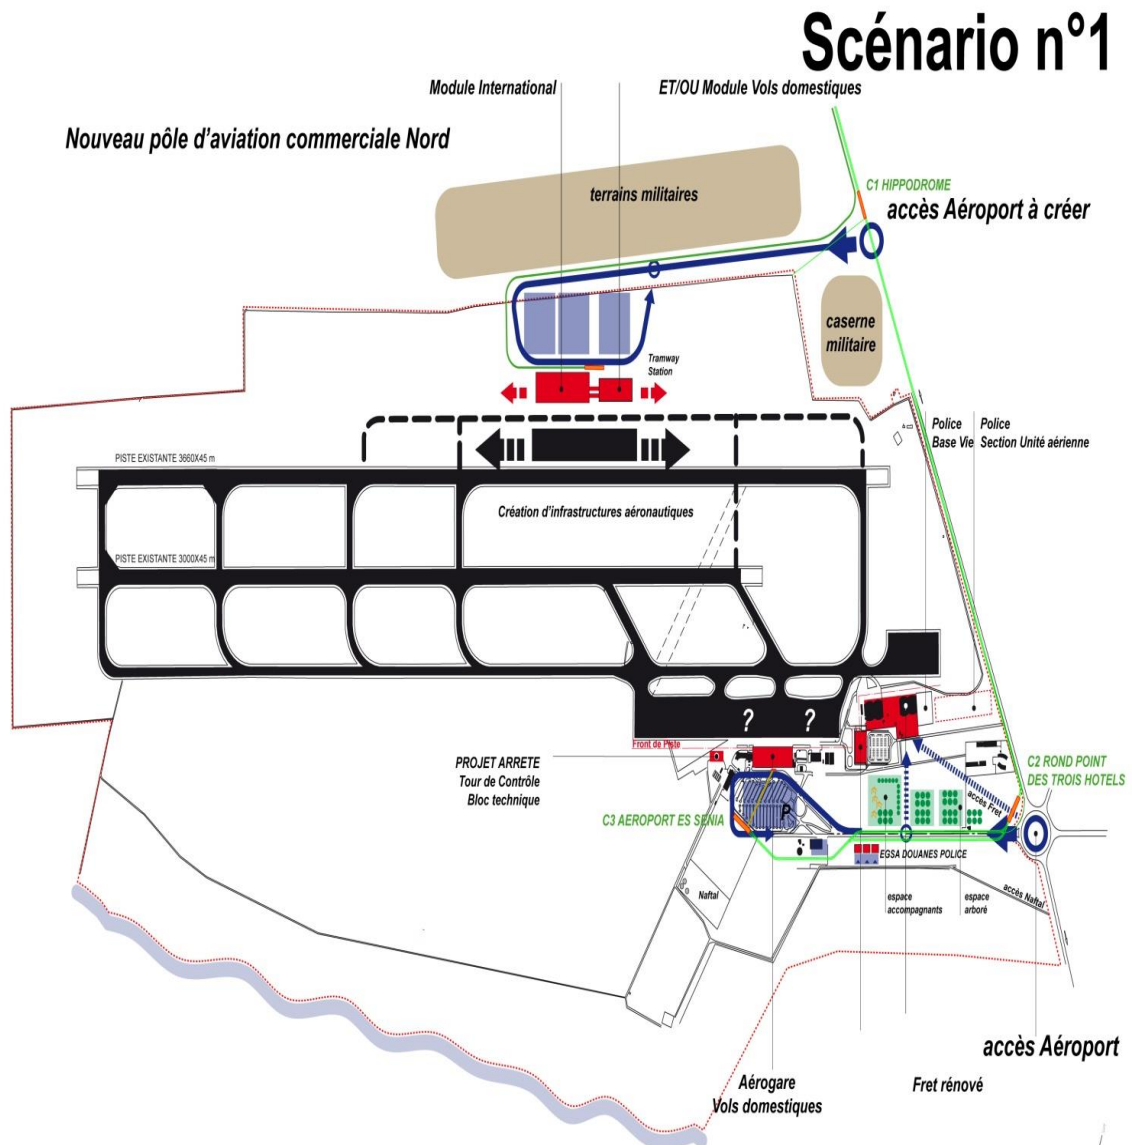 Scénario n°1
Module International
ET/OU Module Vols domestiques
Nouveau pôle d'aviation commerciale Nord
terrains militaires
C1 HIPPODROME
accès Aéroport à créer
caserne
militaire
Tramway
Station
Police
Base Vie
Police
Section Unité aérienne
PISTE EXISTANTE 3660X45 m
Création d'infrastructures aéronautiques
PISTE EXISTANTE 3000X45 m
?
?
Front de Piste
PROJET ARRETE
Tour de Contrôle
Bloc technique
C2 ROND POINT
DES TROIS HOTELS
accès Fret
P
C3 AEROPORT ES SENIA
EGSA DOUANES POLICE
Naftal
accès Naftal
espace
accompagnants
espace
arboré
accès Aéroport
Aérogare
Vols domestiques
Fret rénové